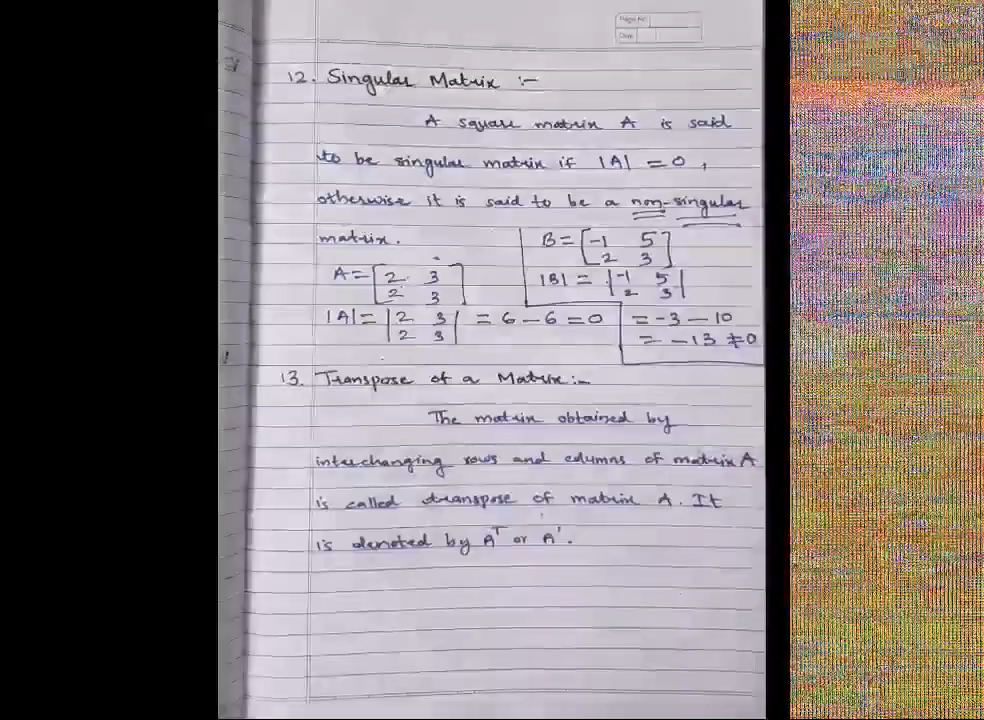 Page No.
Date
12. Singular Matrix :-
A square matrix A is said
to be singular matrix if |A| = 0 ,
otherwise it is said to be a non-singular
matrix.
A = [2 3
2 3]
|A| = |2 3
2 3| = 6 - 6 = 0
B = [-1 5
2 3]
|B| = |-1 5
2 3|
= -3 - 10
= -13 ≠ 0
13. Transpose of a Matrix :-
The matrix obtained by
interchanging rows and columns of matrix A
is called transpose of matrix A. It
is denoted by Aᵀ or A'.